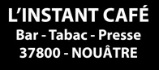 L'INSTANT CAFÉ
Bar - Tabac - Presse
37800 - NOUÂTRE